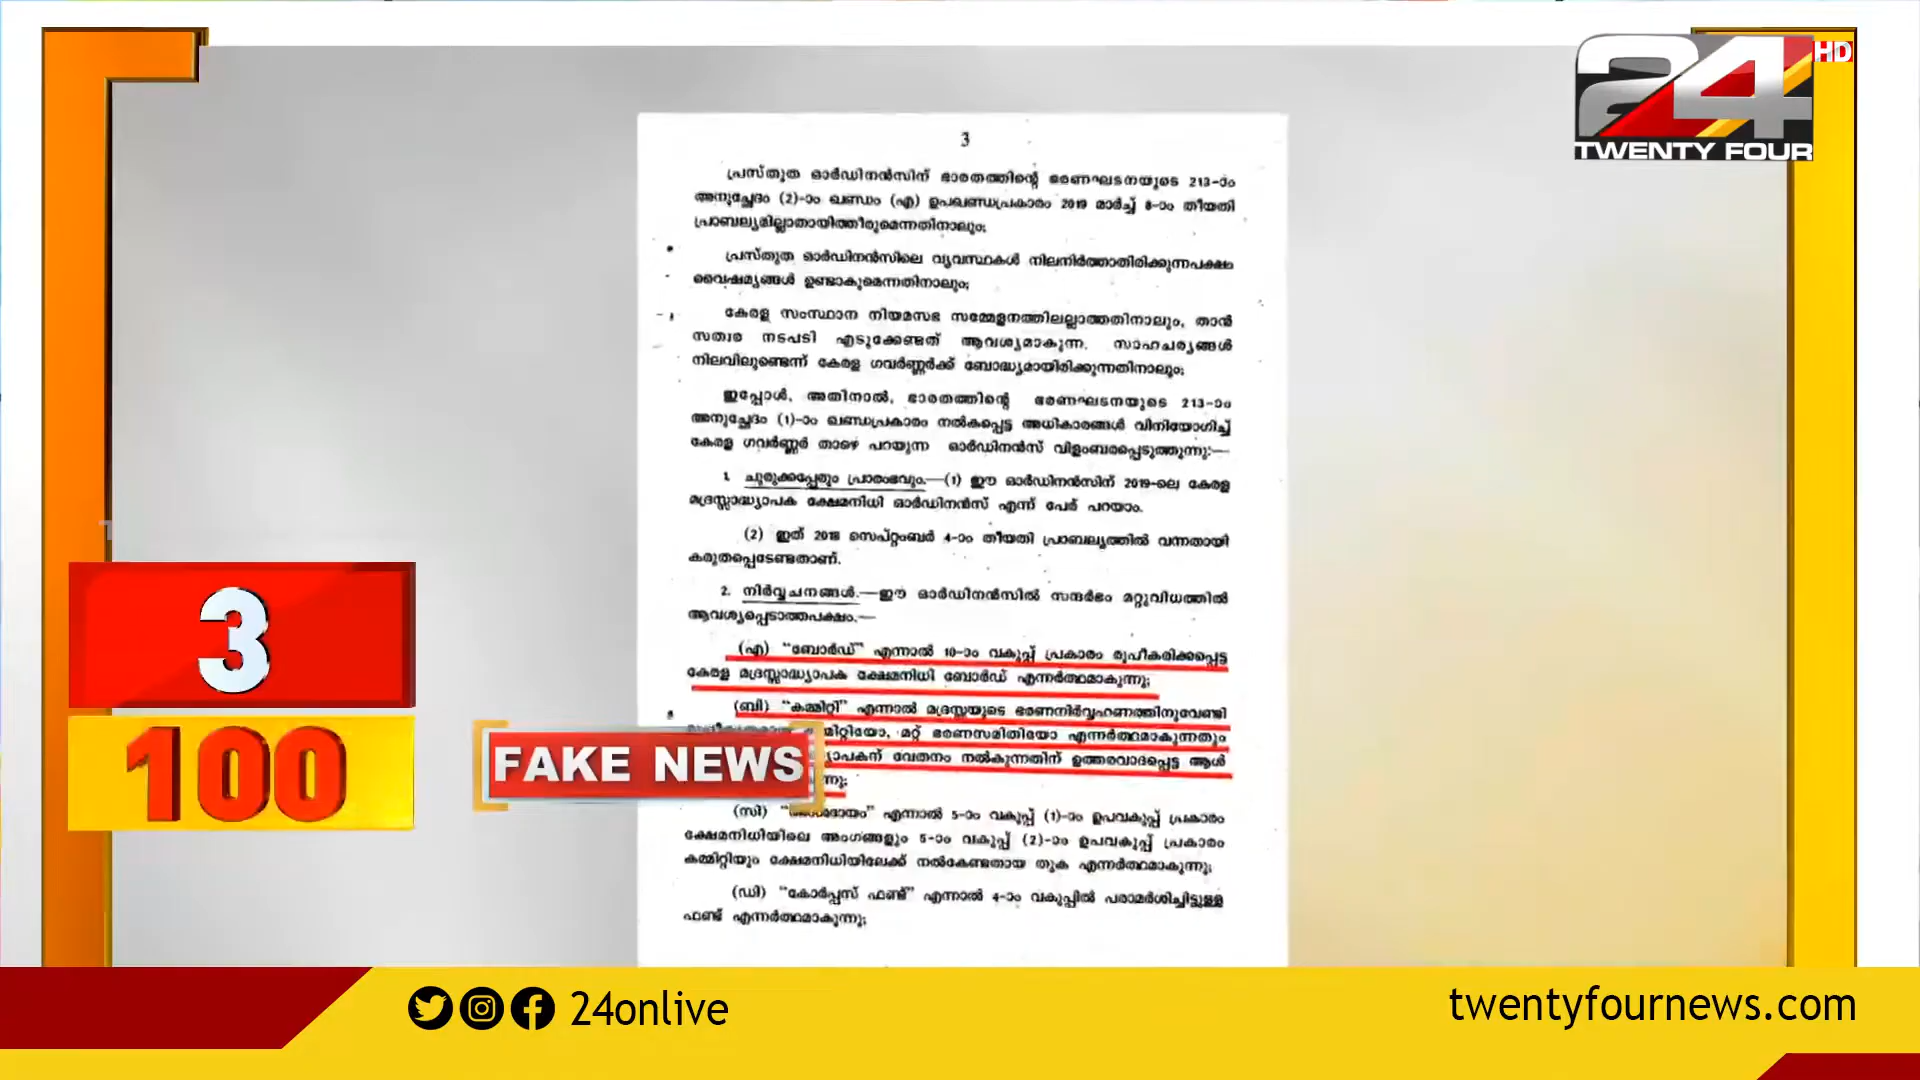 24
HD
TWENTY FOUR
3
പ്രസ്തുത ഓർഡിനൻസിന് ഭാരതത്തിന്റെ ഭരണഘടനയുടെ 213-ാം
അനുച്ഛേദം (2)-ാം ഖണ്ഡം (എ) ഉപഖണ്ഡപ്രകാരം 2019 മാർച്ച് 8-ാം തീയതി
പ്രാബല്യമില്ലാതായിത്തീരുമെന്നതിനാലും;
പ്രസ്തുത ഓർഡിനൻസിലെ വ്യവസ്ഥകൾ നിലനിർത്താതിരിക്കുന്നപക്ഷം
വൈഷമ്യങ്ങൾ ഉണ്ടാകുമെന്നതിനാലും;
കേരള സംസ്ഥാന നിയമസഭ സമ്മേളനത്തിലല്ലാത്തതിനാലും, താൻ
സത്വര നടപടി എടുക്കേണ്ടത് ആവശ്യമാകുന്ന. സാഹചര്യങ്ങൾ
നിലവിലുണ്ടെന്ന് കേരള ഗവർണ്ണർക്ക് ബോദ്ധ്യമായിരിക്കുന്നതിനാലും;
ഇപ്പോൾ, അതിനാൽ, ഭാരതത്തിന്റെ ഭരണഘടനയുടെ 213-ാം
അനുച്ഛേദം (1)-ാം ഖണ്ഡപ്രകാരം നൽകപ്പെട്ട അധികാരങ്ങൾ വിനിയോഗിച്ച്
കേരള ഗവർണ്ണർ താഴെ പറയുന്ന ഓർഡിനൻസ് വിളംബരപ്പെടുത്തുന്നു:—
1. ചുരുക്കപ്പേരും പ്രാരംഭവും.—(1) ഈ ഓർഡിനൻസിന് 2019-ലെ കേരള
മദ്രസ്സാദ്ധ്യാപക ക്ഷേമനിധി ഓർഡിനൻസ് എന്ന് പേര് പറയാം.
(2) ഇത് 2018 സെപ്റ്റംബർ 4-ാം തീയതി പ്രാബല്യത്തിൽ വന്നതായി
കരുതപ്പെടേണ്ടതാണ്.
2. നിർവ്വചനങ്ങൾ.—ഈ ഓർഡിനൻസിൽ സന്ദർഭം മറ്റുവിധത്തിൽ
ആവശ്യപ്പെടാത്തപക്ഷം.—
(എ) “ബോർഡ്” എന്നാൽ 10-ാം വകുപ്പ് പ്രകാരം രൂപീകരിക്കപ്പെട്ട
കേരള മദ്രസ്സാദ്ധ്യാപക ക്ഷേമനിധി ബോർഡ് എന്നർത്ഥമാകുന്നു;
(ബി) “കമ്മിറ്റി” എന്നാൽ മദ്രസ്സയുടെ ഭരണനിർവ്വഹണത്തിനുവേണ്ടി
മിറ്റിയോ, മറ്റ് ഭരണസമിതിയോ എന്നർത്ഥമാകുന്നതും
്യാപകന് വേതനം നൽകുന്നതിന് ഉത്തരവാദപ്പെട്ട ആൾ
ന്നു;
(സി) എന്നാൽ 5-ാം വകുപ്പ് (1)-ാം ഉപവകുപ്പ് പ്രകാരം
ക്ഷേമനിധിയിലെ അംഗങ്ങളും 5-ാം വകുപ്പ് (2)-ാം ഉപവകുപ്പ് പ്രകാരം
കമ്മിറ്റിയും ക്ഷേമനിധിയിലേക്ക് നൽകേണ്ടതായ തുക എന്നർത്ഥമാകുന്നു;
(ഡി) “കോർപ്പസ് ഫണ്ട്” എന്നാൽ 4-ാം വകുപ്പിൽ പരാമർശിച്ചിട്ടുള്ള
ഫണ്ട് എന്നർത്ഥമാകുന്നു;
3
100
FAKE NEWS
24onlive
twentyfournews.com